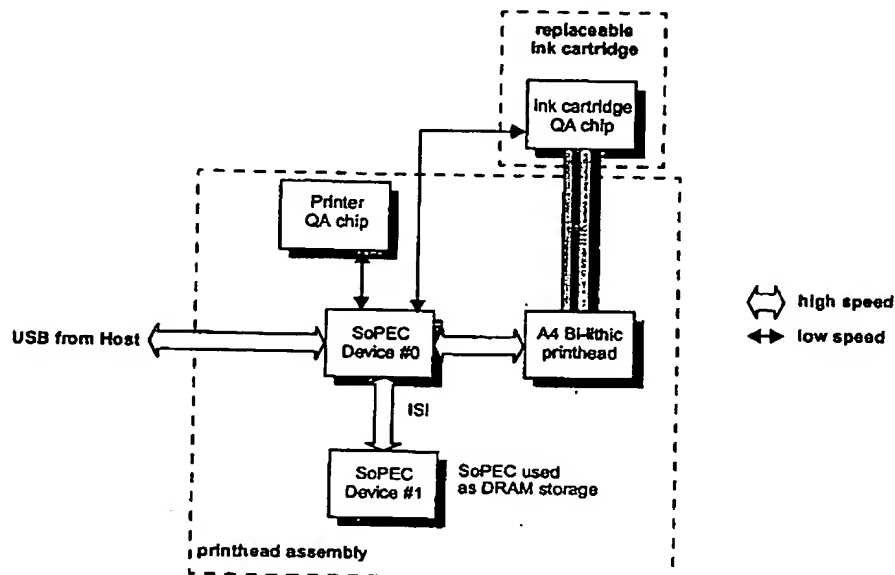 replaceable
ink cartridge
ink cartridge
QA chip
Printer
QA chip
USB from Host
SoPEC
Device #0
A4 Bi-lithic
printhead
high speed
low speed
ISI
SoPEC
Device #1
SoPEC used
as DRAM storage
printhead assembly